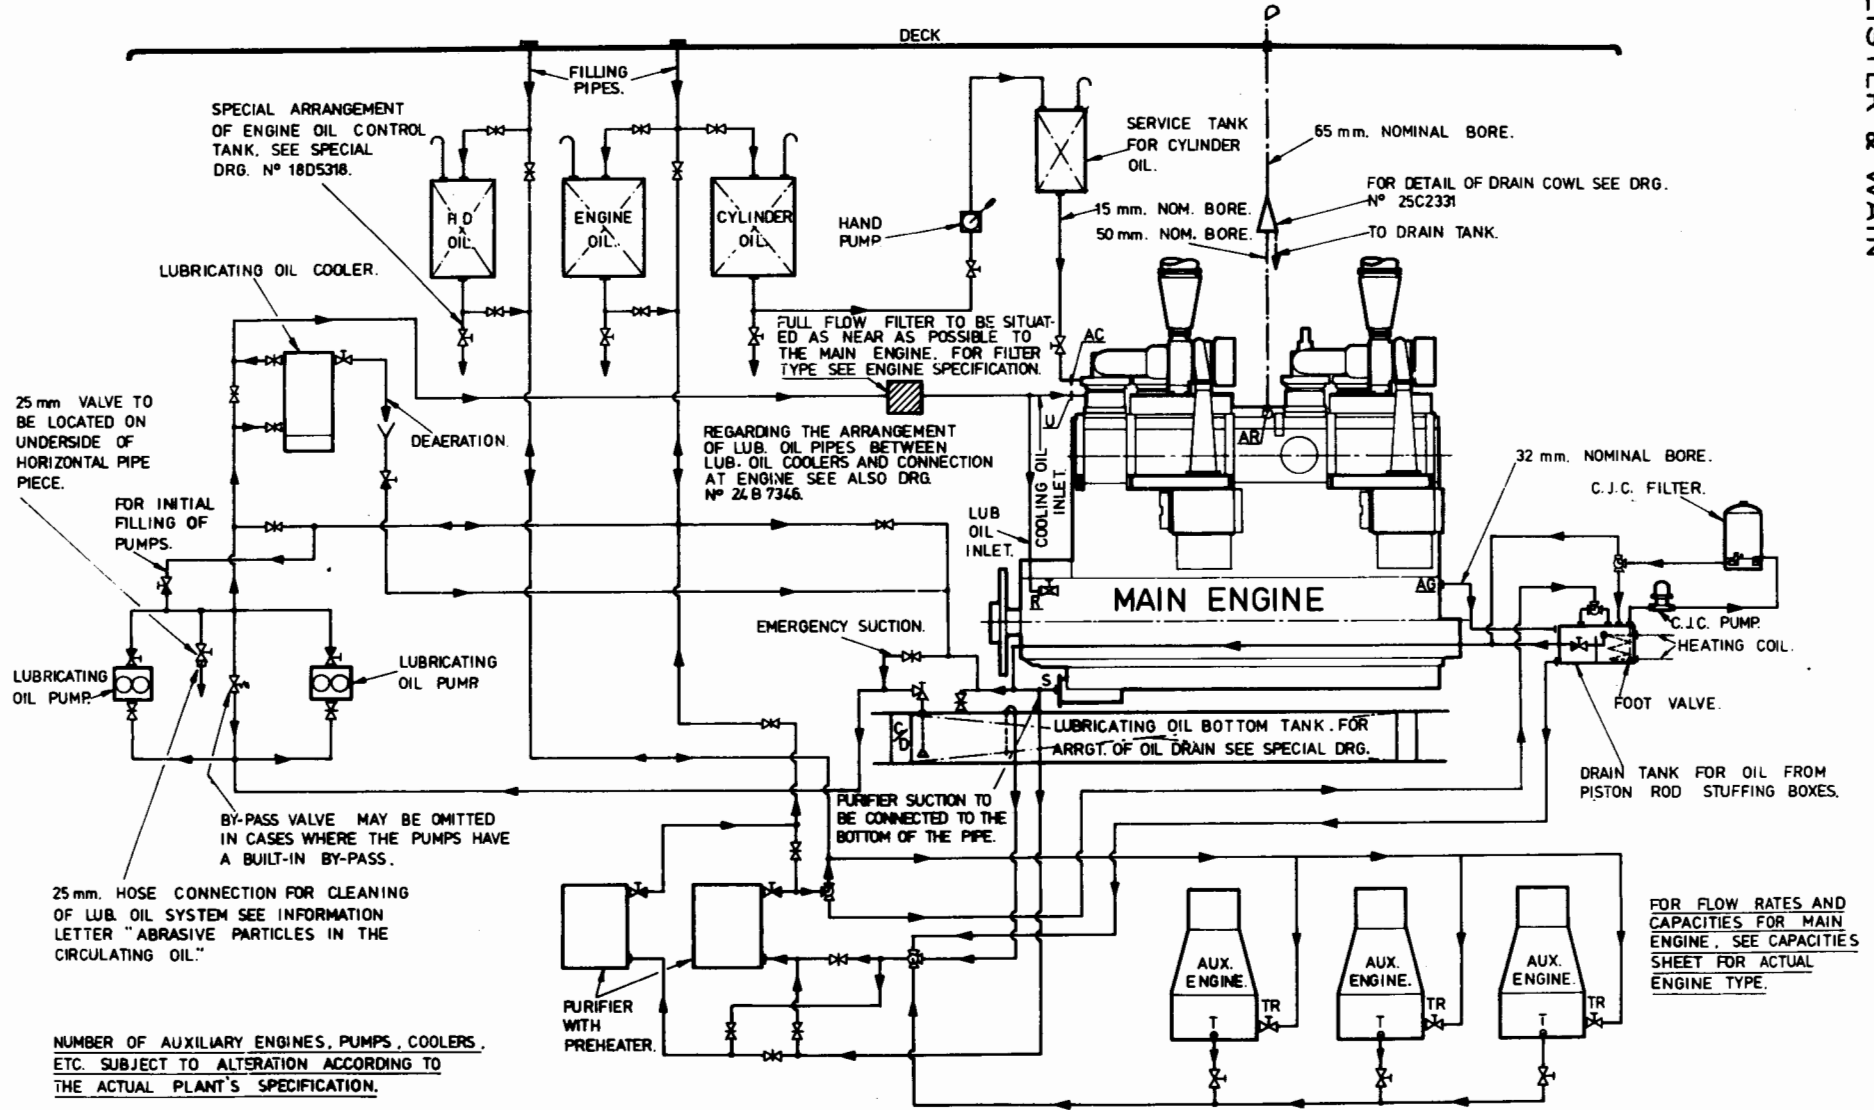 DECK
FILLING
PIPES.
SPECIAL ARRANGEMENT
OF ENGINE OIL CONTROL
TANK, SEE SPECIAL
DRG. Nº 18D5318.
H D
OIL.
ENGINE
OIL.
CYLINDER
OIL.
HAND
PUMP
SERVICE TANK
FOR CYLINDER
OIL.
65 mm. NOMINAL BORE.
FOR DETAIL OF DRAIN COWL SEE DRG.
Nº 25C2331
15 mm. NOM. BORE.
50 mm. NOM. BORE.
TO DRAIN TANK.
& WAIN
LUBRICATING OIL COOLER.
FULL FLOW FILTER TO BE SITUAT-
ED AS NEAR AS POSSIBLE TO
THE MAIN ENGINE. FOR FILTER
TYPE SEE ENGINE SPECIFICATION.
AC
U
AR
25 mm VALVE TO
BE LOCATED ON
UNDERSIDE OF
HORIZONTAL PIPE
PIECE.
DEAERATION.
REGARDING THE ARRANGEMENT
OF LUB. OIL PIPES BETWEEN
LUB. OIL COOLERS AND CONNECTION
AT ENGINE SEE ALSO DRG.
Nº 24 B 7346.
COOLING OIL
INLET.
LUB
OIL
INLET.
32 mm. NOMINAL BORE.
C.J.C. FILTER.
FOR INITIAL
FILLING OF
PUMPS.
R
MAIN ENGINE
AG
C.J.C. PUMP.
HEATING COIL.
FOOT VALVE.
EMERGENCY SUCTION.
LUBRICATING
OIL PUMP.
LUBRICATING
OIL PUMP.
S
C/D
LUBRICATING OIL BOTTOM TANK. FOR
ARRGT. OF OIL DRAIN SEE SPECIAL DRG.
DRAIN TANK FOR OIL FROM
PISTON ROD STUFFING BOXES.
PURIFIER SUCTION TO
BE CONNECTED TO THE
BOTTOM OF THE PIPE.
BY-PASS VALVE MAY BE OMITTED
IN CASES WHERE THE PUMPS HAVE
A BUILT-IN BY-PASS.
25 mm. HOSE CONNECTION FOR CLEANING
OF LUB. OIL SYSTEM SEE INFORMATION
LETTER "ABRASIVE PARTICLES IN THE
CIRCULATING OIL."
PURIFIER
WITH
PREHEATER.
AUX.
ENGINE.
TR
T
AUX.
ENGINE.
TR
T
AUX.
ENGINE.
TR
T
FOR FLOW RATES AND
CAPACITIES FOR MAIN
ENGINE, SEE CAPACITIES
SHEET FOR ACTUAL
ENGINE TYPE.
NUMBER OF AUXILIARY ENGINES, PUMPS, COOLERS,
ETC. SUBJECT TO ALTERATION ACCORDING TO
THE ACTUAL PLANT'S SPECIFICATION.